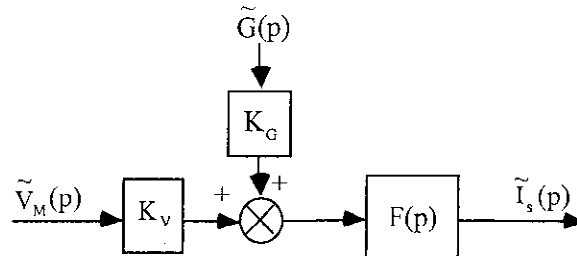 G̃(p)
K_G
Ṽ_M(p)
K_v
+
+
F(p)
Ĩ_s(p)